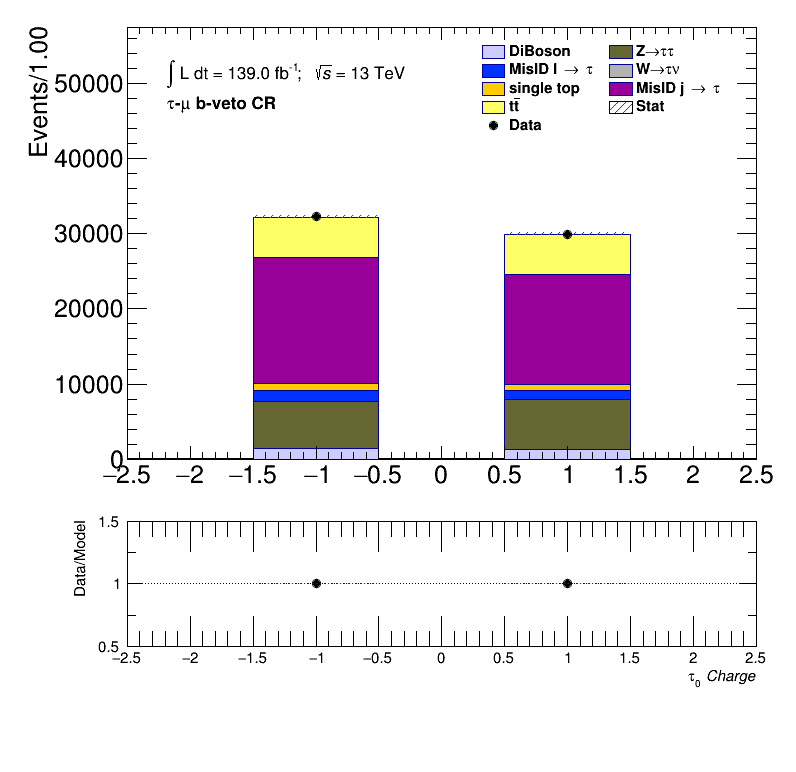 Events/1.00
50000
40000
30000
20000
10000
0
∫ L dt = 139.0 fb⁻¹; √s = 13 TeV
τ-μ b-veto CR
DiBoson
MisID l → τ
single top
tt̄
Data
Z→ττ
W→τν
MisID j → τ
Stat
−2.5 −2 −1.5 −1 −0.5 0 0.5 1 1.5 2 2.5
Data/Model
1.5
1
0.5
−2.5 −2 −1.5 −1 −0.5 0 0.5 1 1.5 2 2.5
τ₀ Charge